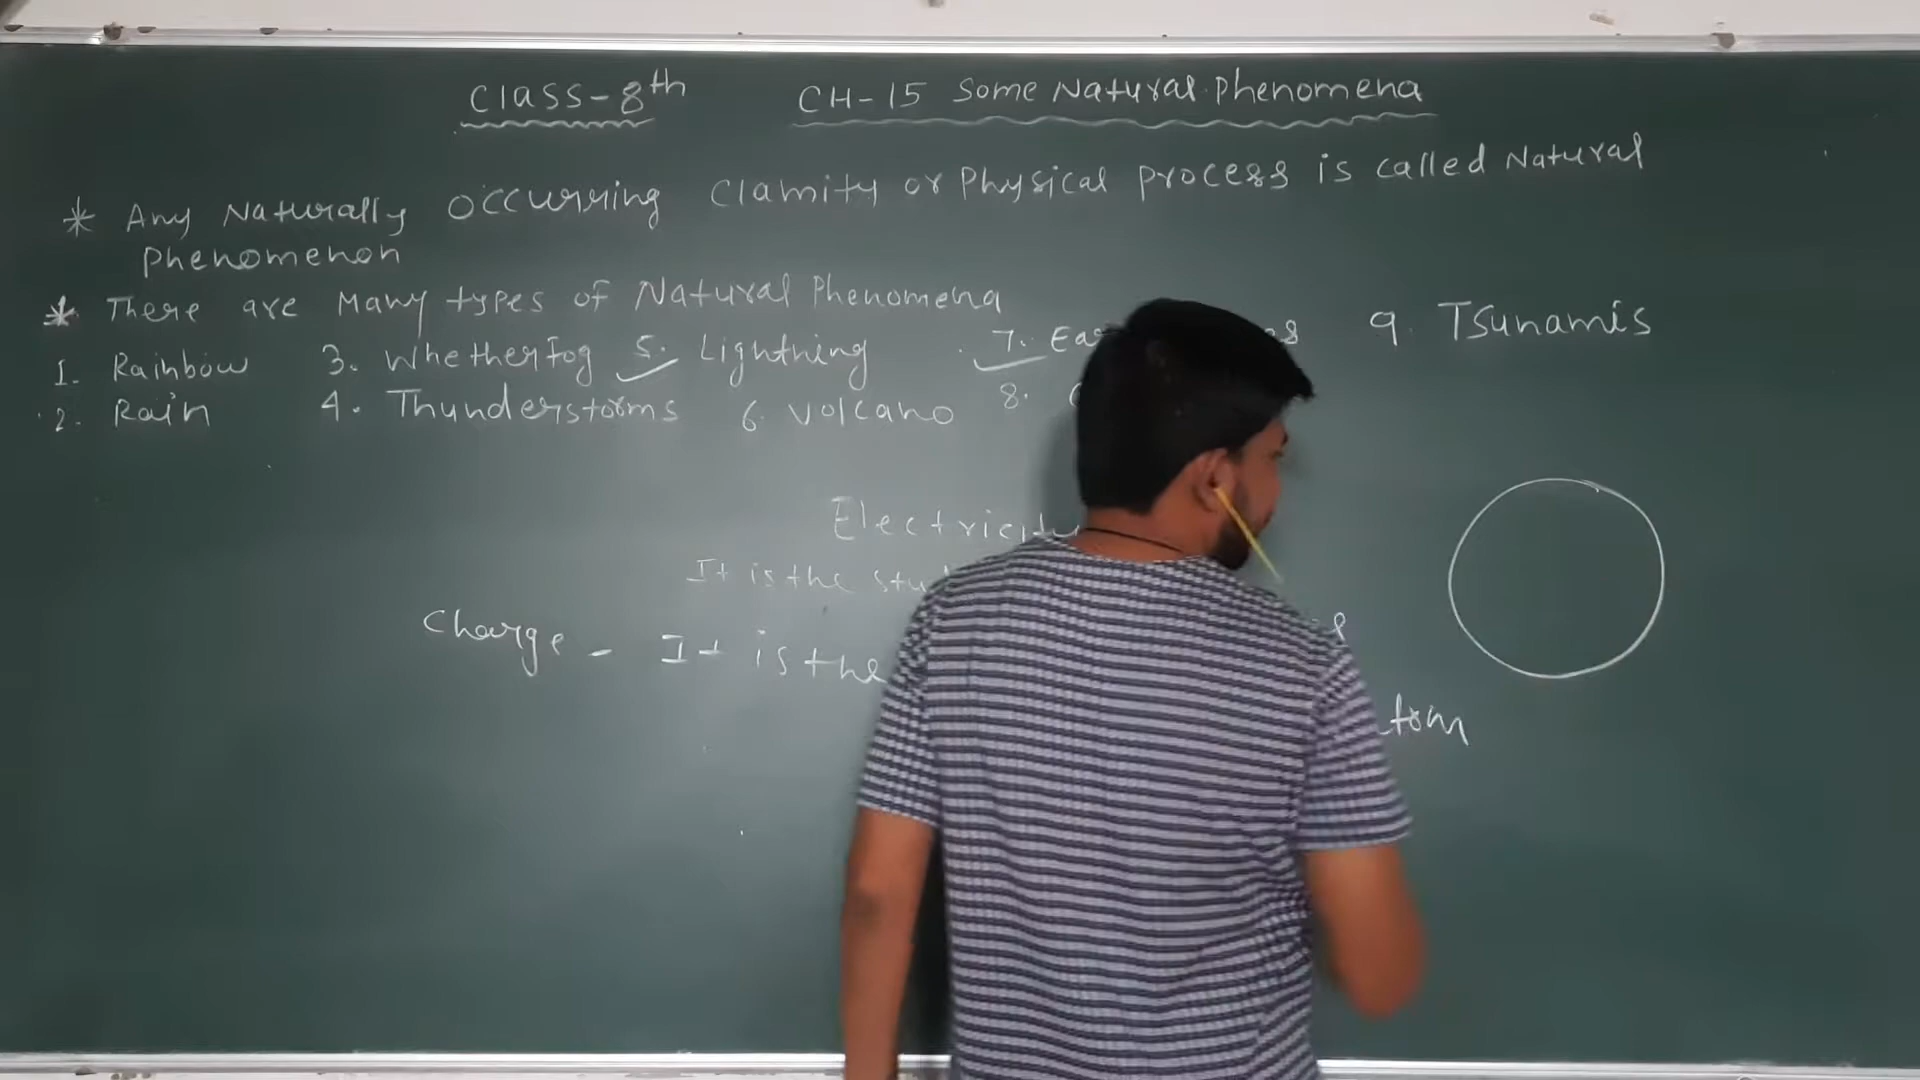 Class-8th CH-15 Some Natural Phenomena
* Any Naturally Occurring Clamity or Physical process is called Natural
Phenomenon
* There are Many types of Natural Phenomena
1. Rainbow 3. Whether Fog 5. Lightning 7. 9. Tsunamis
2. Rain 4. Thunderstorms 6. volcano 8.
Electricity
It is the
Charge - It is the